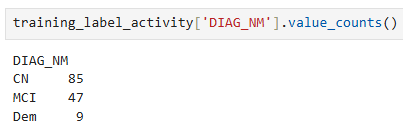 training_label_activity['DIAG_NM'].value_counts()
DIAG_NM
CN 85
MCI 47
Dem 9